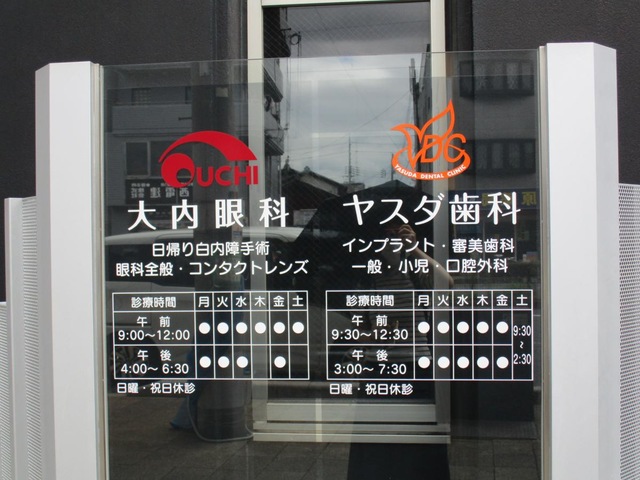 OUCHI
大内眼科
日帰り白内障手術
眼科全般・コンタクトレンズ
診療時間 月 火 水 木 金 土
午前 9:00～12:00 ● ● ● ● ● ●
午後 4:00～6:30 ● ● ● ●
日曜・祝日休診
YDC
YASUDA DENTAL CLINIC
ヤスダ歯科
インプラント・審美歯科
一般・小児・口腔外科
診療時間 月 火 水 木 金 土
午前 9:30～12:30 ● ● ● ● ● 9:30～2:30
午後 3:00～7:30 ● ● ● ● ●
日曜・祝日休診